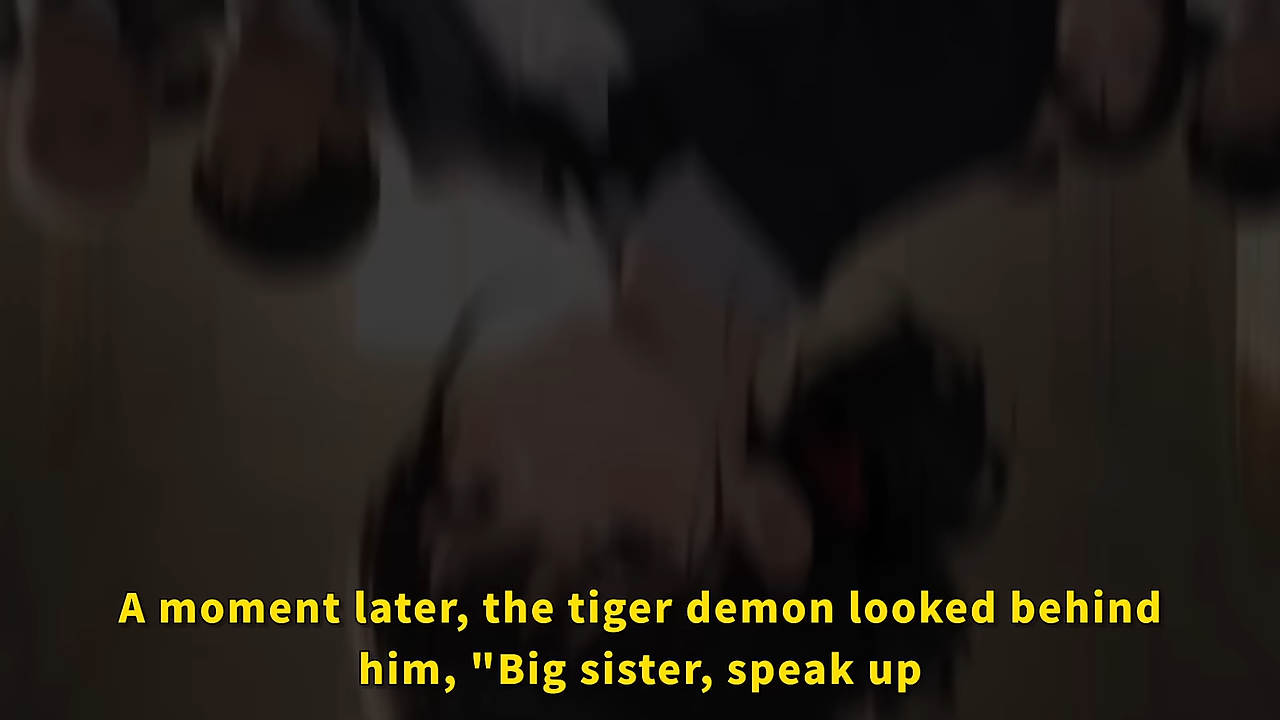 A moment later, the tiger demon looked behind
him, "Big sister, speak up